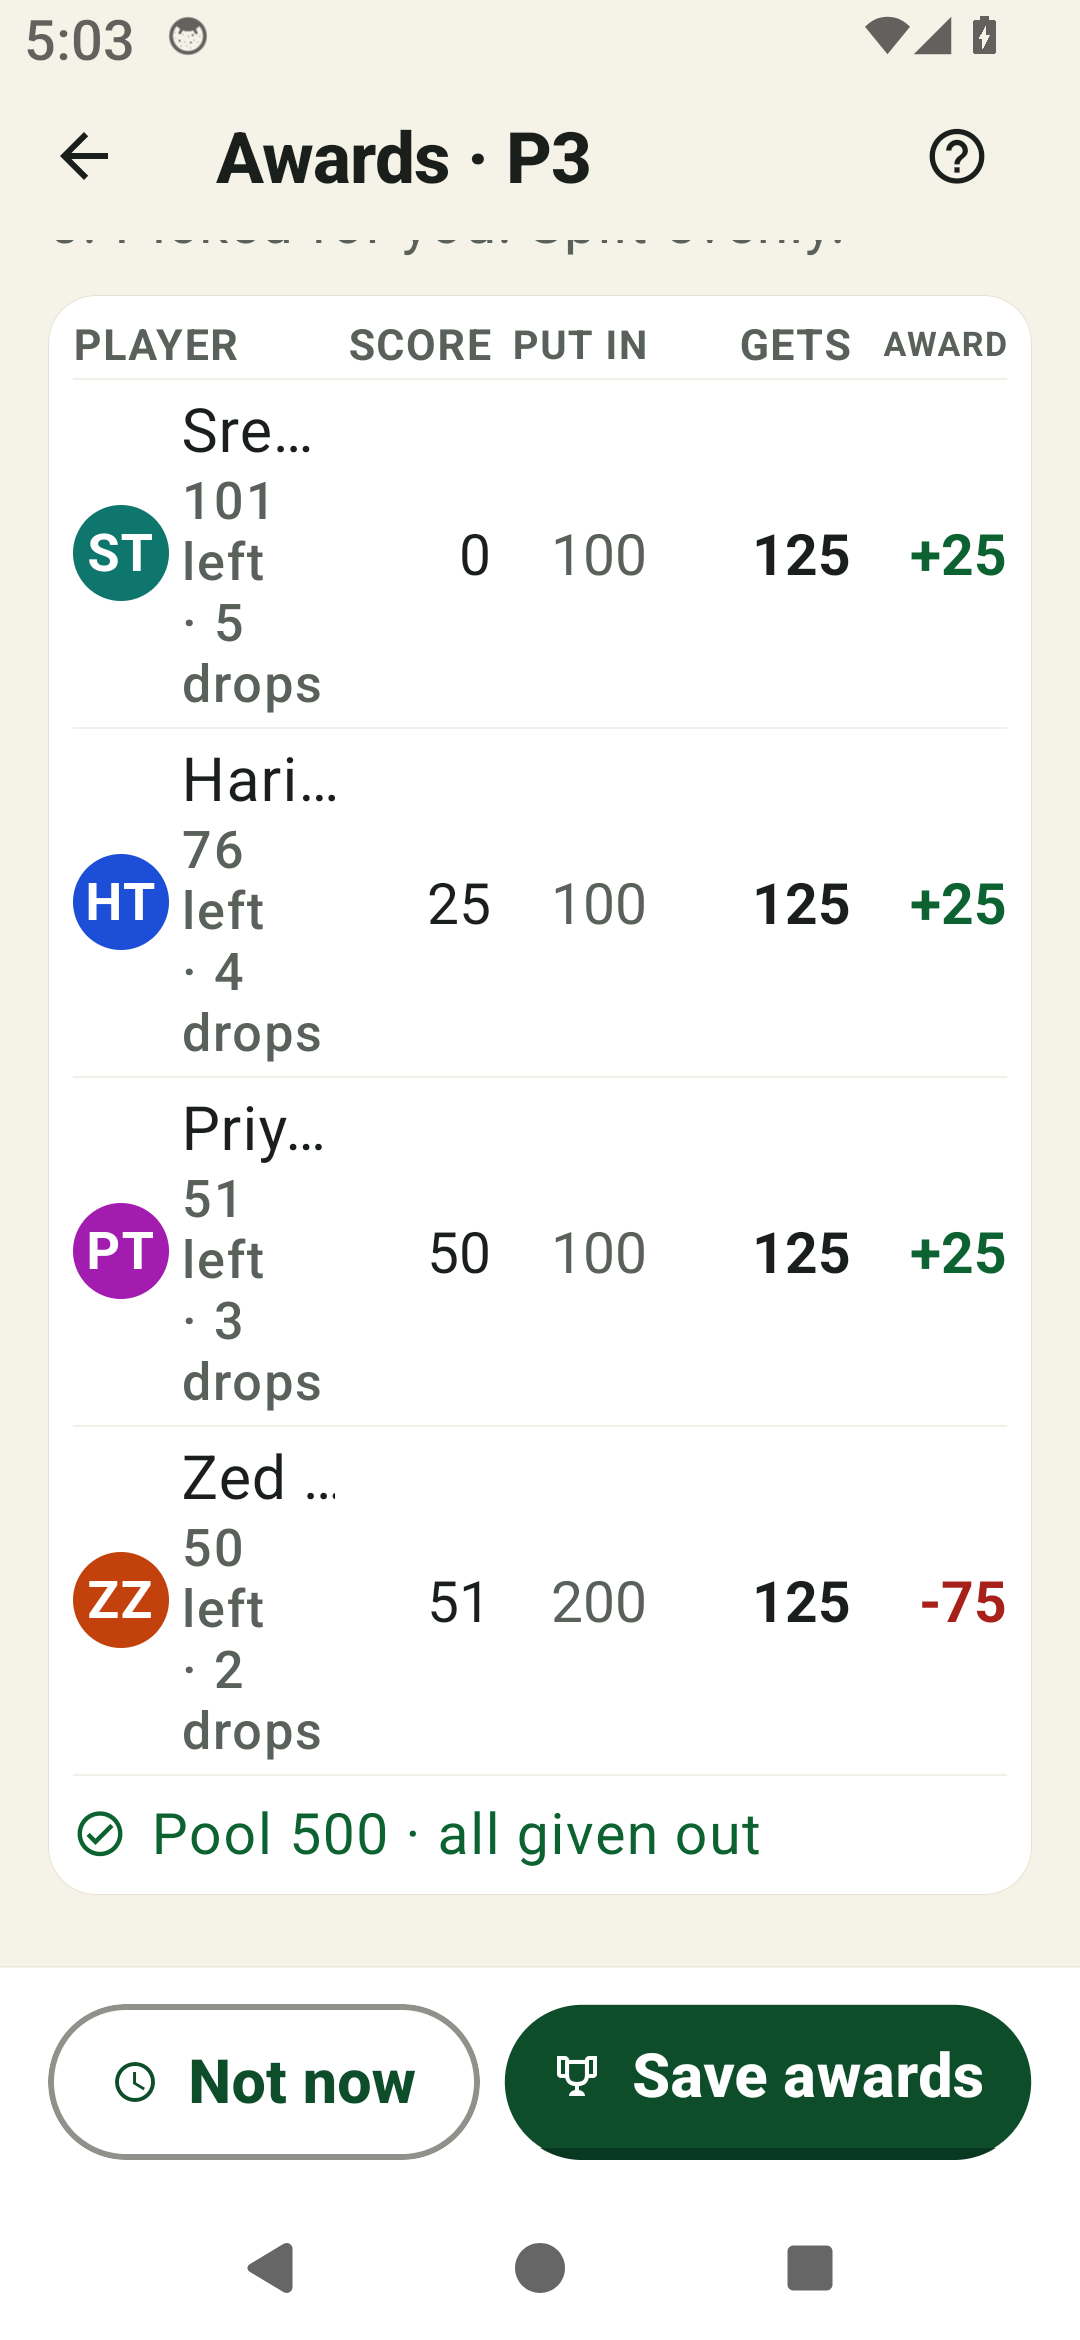 5:03
Awards · P3
PLAYER SCORE PUT IN GETS AWARD
Sre…
101
left
· 5
drops
ST 0 100 125 +25
Hari…
76
left
· 4
drops
HT 25 100 125 +25
Priy…
51
left
· 3
drops
PT 50 100 125 +25
Zed …
50
left
· 2
drops
ZZ 51 200 125 -75
Pool 500 · all given out
Not now
Save awards